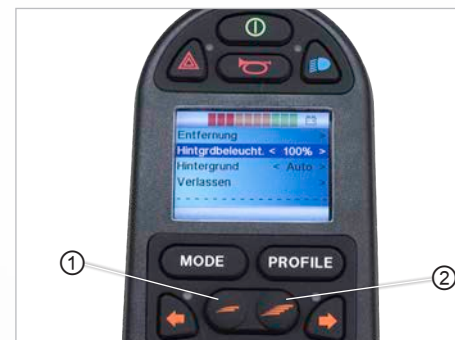 Entfernung >
Hintgrdbeleucht. < 100% >
Hintergrund < Auto >
Verlassen >
MODE PROFILE
1 2